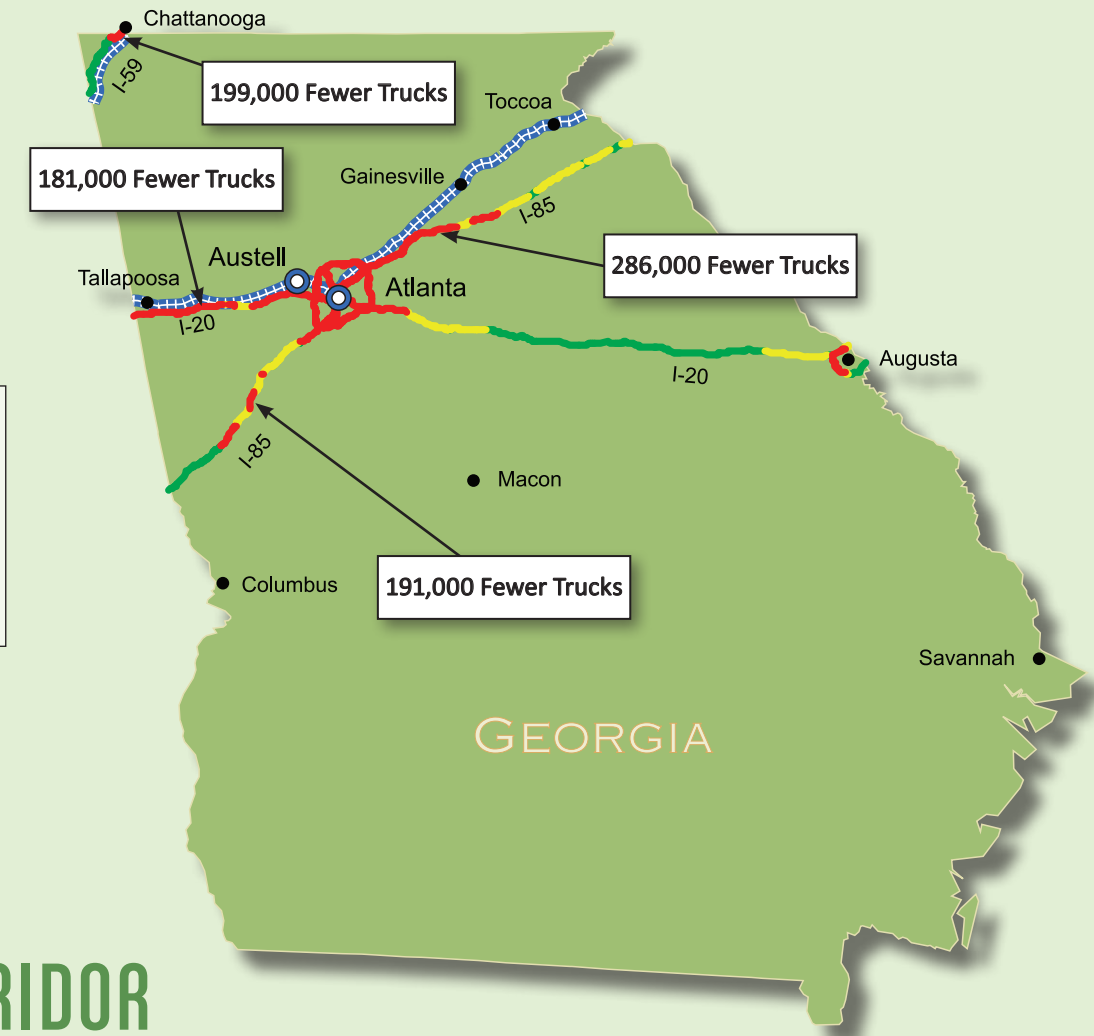 Chattanooga
I-59
199,000 Fewer Trucks
Toccoa
181,000 Fewer Trucks
Gainesville
I-85
Austell
286,000 Fewer Trucks
Tallapoosa
Atlanta
I-20
Augusta
I-20
I-85
Macon
191,000 Fewer Trucks
Columbus
Savannah
GEORGIA
RIDOR